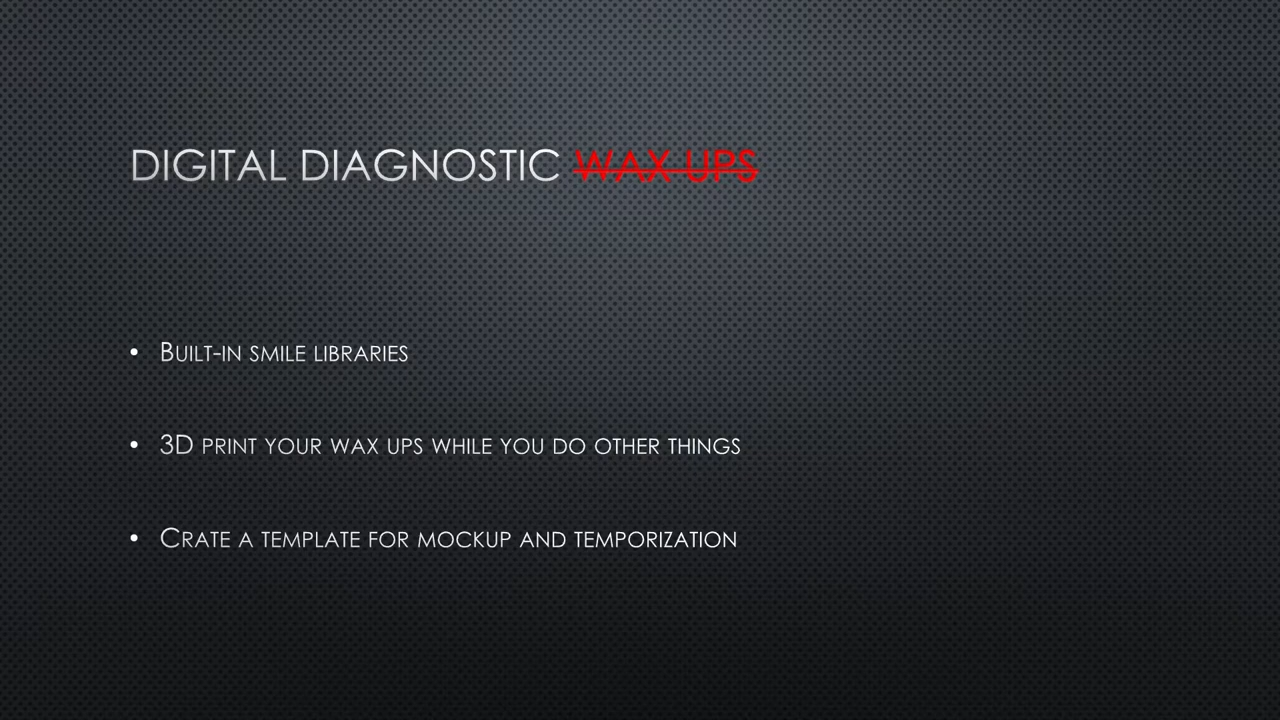 DIGITAL DIAGNOSTIC WAX UPS
• BUILT-IN SMILE LIBRARIES
• 3D PRINT YOUR WAX UPS WHILE YOU DO OTHER THINGS
• CRATE A TEMPLATE FOR MOCKUP AND TEMPORIZATION